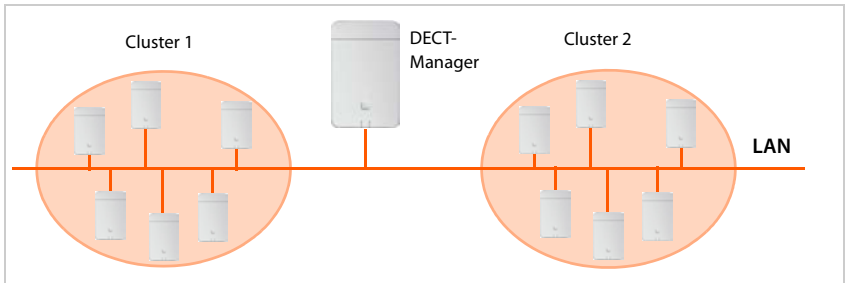 Cluster 1
DECT-
Manager
Cluster 2
LAN